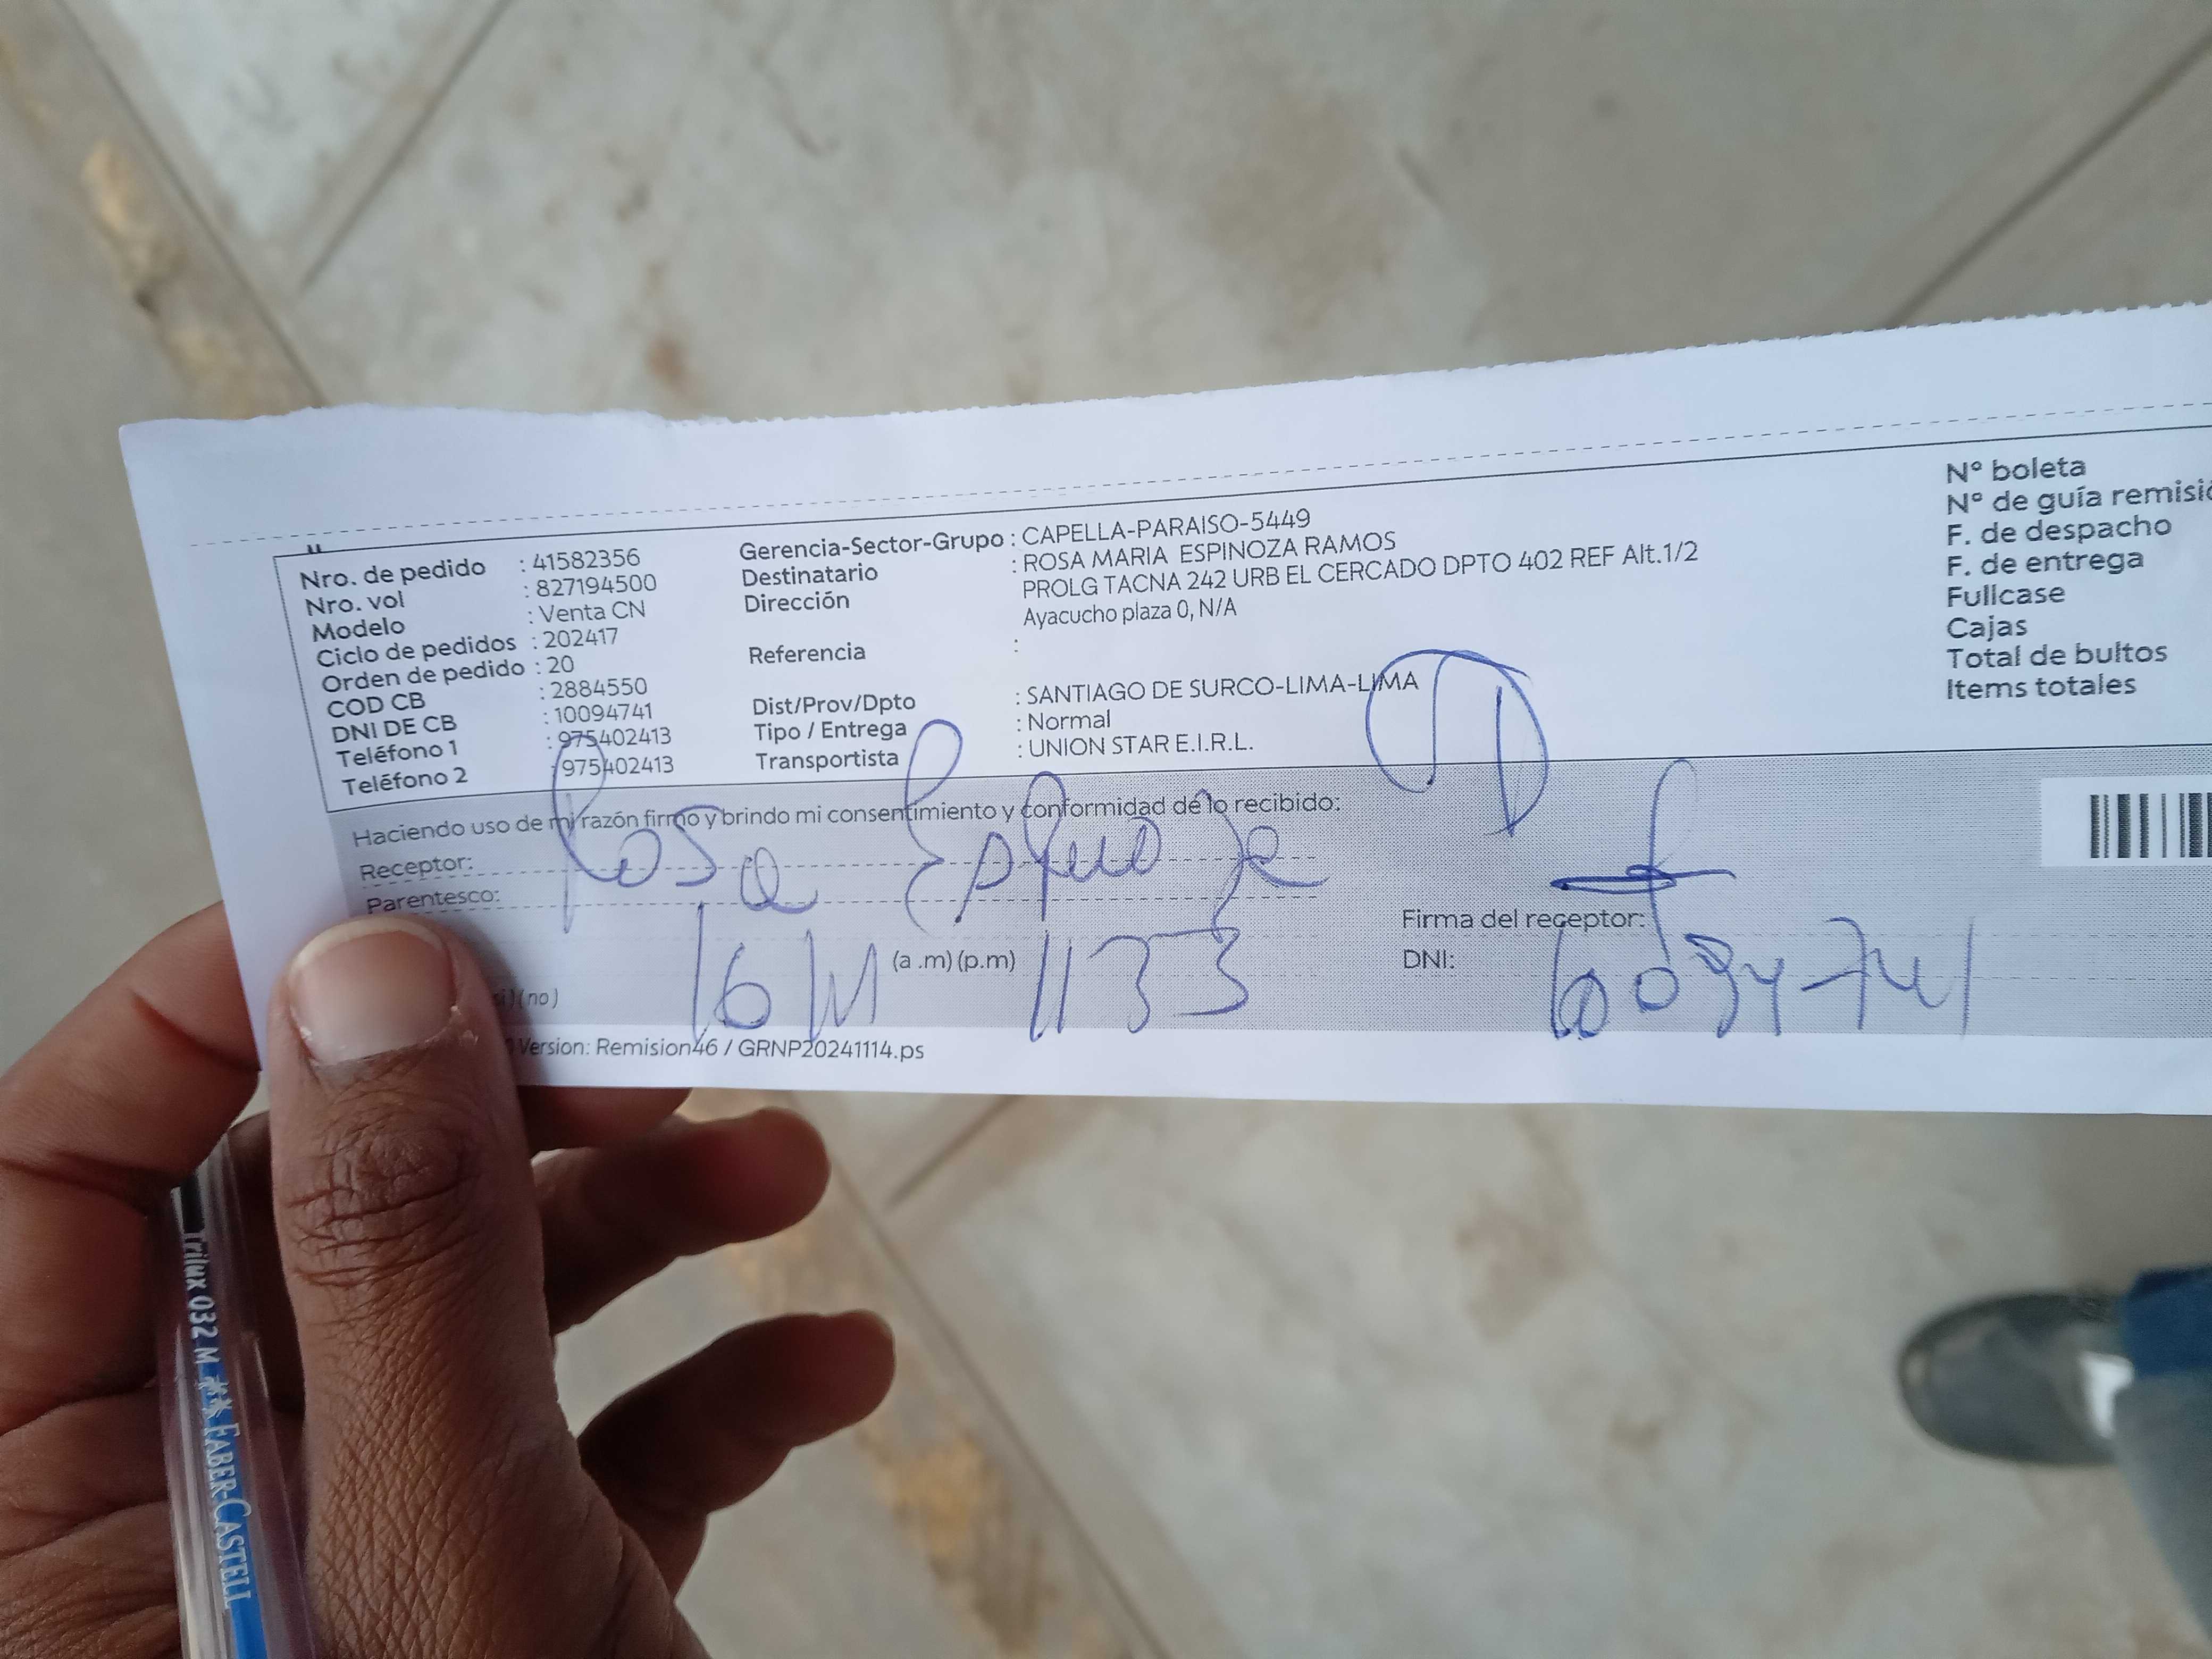 Nro. de pedido : 41582356
Nro. vol : 827194500
Modelo : Venta CN
Ciclo de pedidos : 202417
Orden de pedido : 20
COD CB : 2884550
DNI DE CB : 10094741
Teléfono 1 : 975402413
Teléfono 2 : 975402413
Gerencia-Sector-Grupo : CAPELLA-PARAISO-5449
Destinatario : ROSA MARIA ESPINOZA RAMOS
Dirección PROLG TACNA 242 URB EL CERCADO DPTO 402 REF Alt.1/2
Ayacucho plaza 0, N/A
Referencia :
Dist/Prov/Dpto : SANTIAGO DE SURCO-LIMA-LIMA
Tipo / Entrega : Normal
Transportista : UNION STAR E.I.R.L.
N° boleta
N° de guía remisió
F. de despacho
F. de entrega
Fullcase
Cajas
Total de bultos
Items totales
Haciendo uso de mi razón firmo y brindo mi consentimiento y conformidad de lo recibido:
Receptor: Rosa Espinoza
Parentesco:
Firma del receptor:
16 (a .m) (p.m) 1133
DNI: 10094741
(no)
Version: Remision46 / GRNP20241114.ps
Trilux 032 M FABER-CASTELL